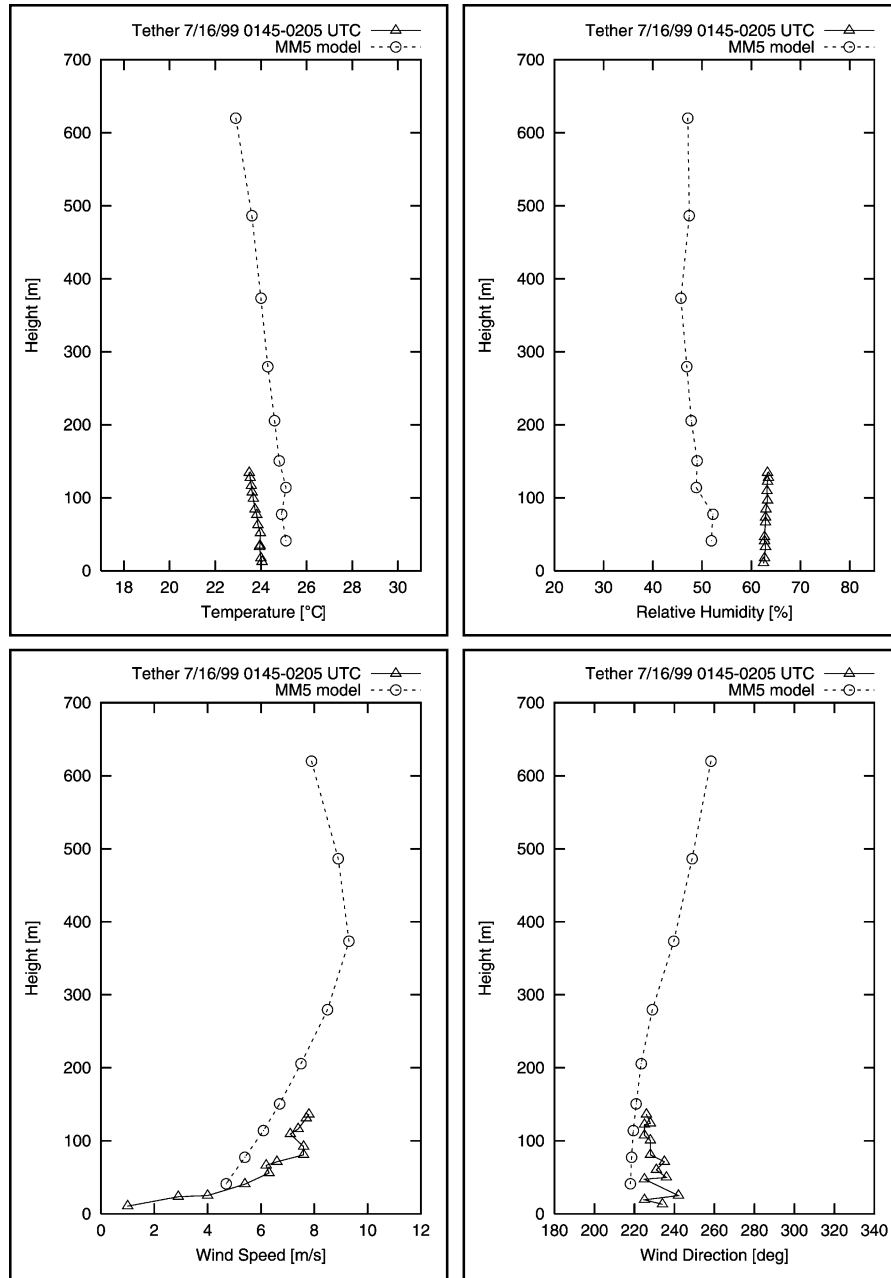 Tether 7/16/99 0145-0205 UTC
MM5 model
700
600
500
400
300
200
100
0
Height [m]
18 20 22 24 26 28 30
Temperature [°C]
Tether 7/16/99 0145-0205 UTC
MM5 model
700
600
500
400
300
200
100
0
Height [m]
20 30 40 50 60 70 80
Relative Humidity [%]
Tether 7/16/99 0145-0205 UTC
MM5 model
700
600
500
400
300
200
100
0
Height [m]
0 2 4 6 8 10 12
Wind Speed [m/s]
Tether 7/16/99 0145-0205 UTC
MM5 model
700
600
500
400
300
200
100
0
Height [m]
180 200 220 240 260 280 300 320 340
Wind Direction [deg]